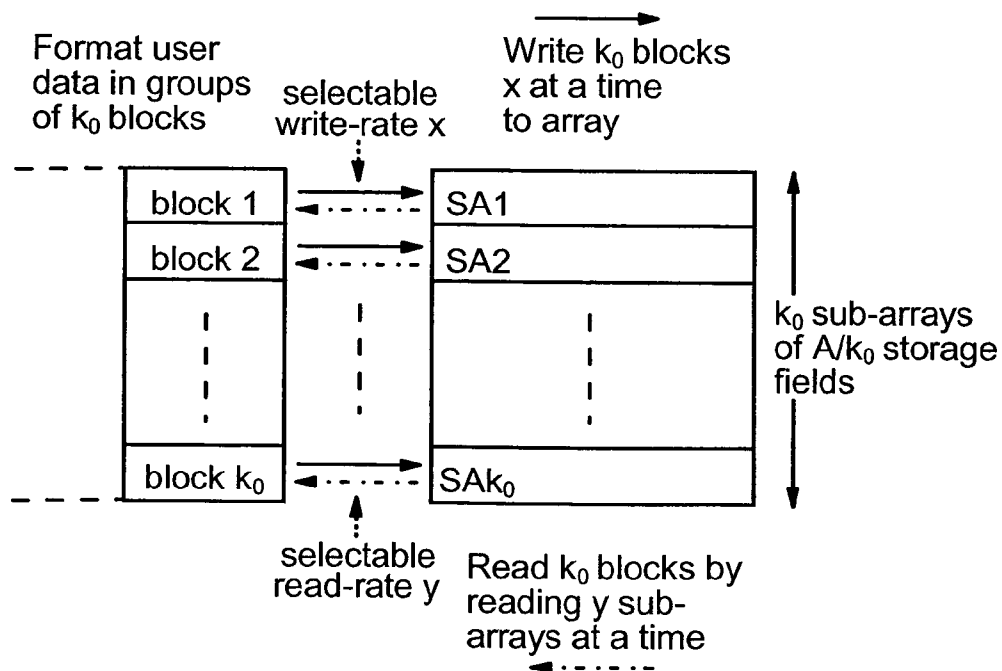 Format user
data in groups
of k₀ blocks
selectable
write-rate x
Write k₀ blocks
x at a time
to array
block 1
SA1
block 2
SA2
k₀ sub-arrays
of A/k₀ storage
fields
block k₀
SAk₀
selectable
read-rate y
Read k₀ blocks by
reading y sub-
arrays at a time